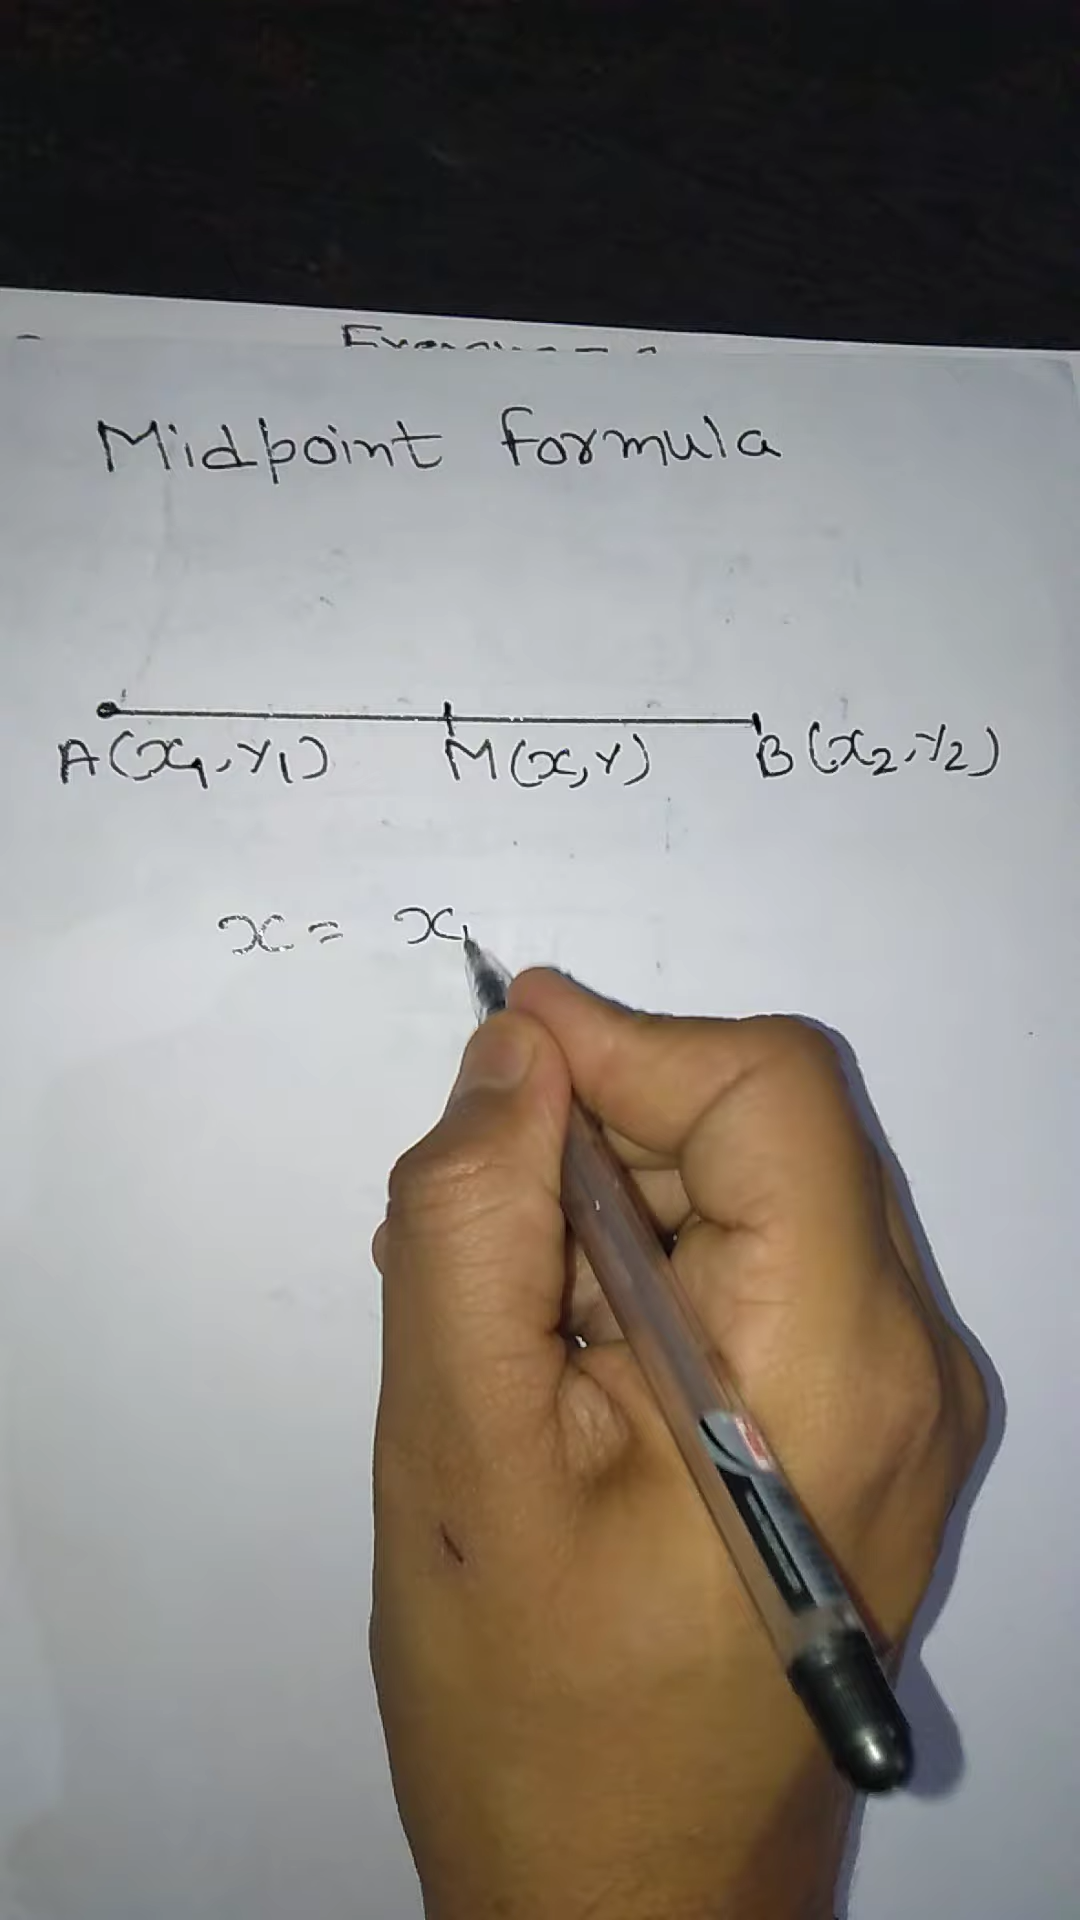 Midpoint formula
A(x₁,y₁) M(x,y) B(x₂,y₂)
x = x₁